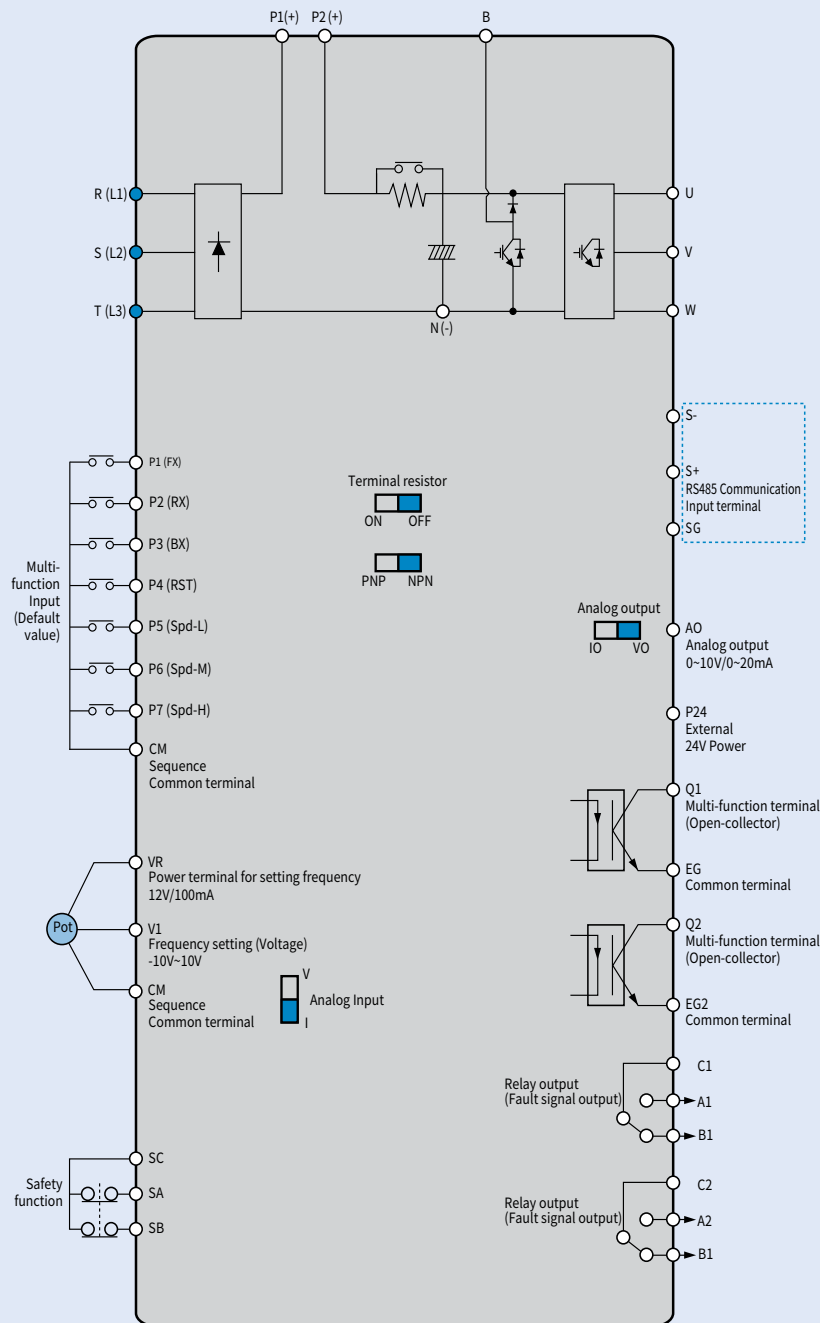 P1(+)
P2 (+)
B
R (L1)
S (L2)
T (L3)
N (-)
U
V
W
S-
S+
RS485 Communication
Input terminal
SG
P1 (FX)
P2 (RX)
P3 (BX)
P4 (RST)
P5 (Spd-L)
P6 (Spd-M)
P7 (Spd-H)
CM
Sequence
Common terminal
Multi-
function
Input
(Default
value)
Terminal resistor
ON
OFF
PNP
NPN
Analog output
IO
VO
AO
Analog output
0~10V/0~20mA
P24
External
24V Power
Q1
Multi-function terminal
(Open-collector)
EG
Common terminal
Q2
Multi-function terminal
(Open-collector)
EG2
Common terminal
VR
Power terminal for setting frequency
12V/100mA
Pot
V1
Frequency setting (Voltage)
-10V~10V
CM
Sequence
Common terminal
V
Analog Input
I
Relay output
(Fault signal output)
C1
A1
B1
Safety
function
SC
SA
SB
Relay output
(Fault signal output)
C2
A2
B1